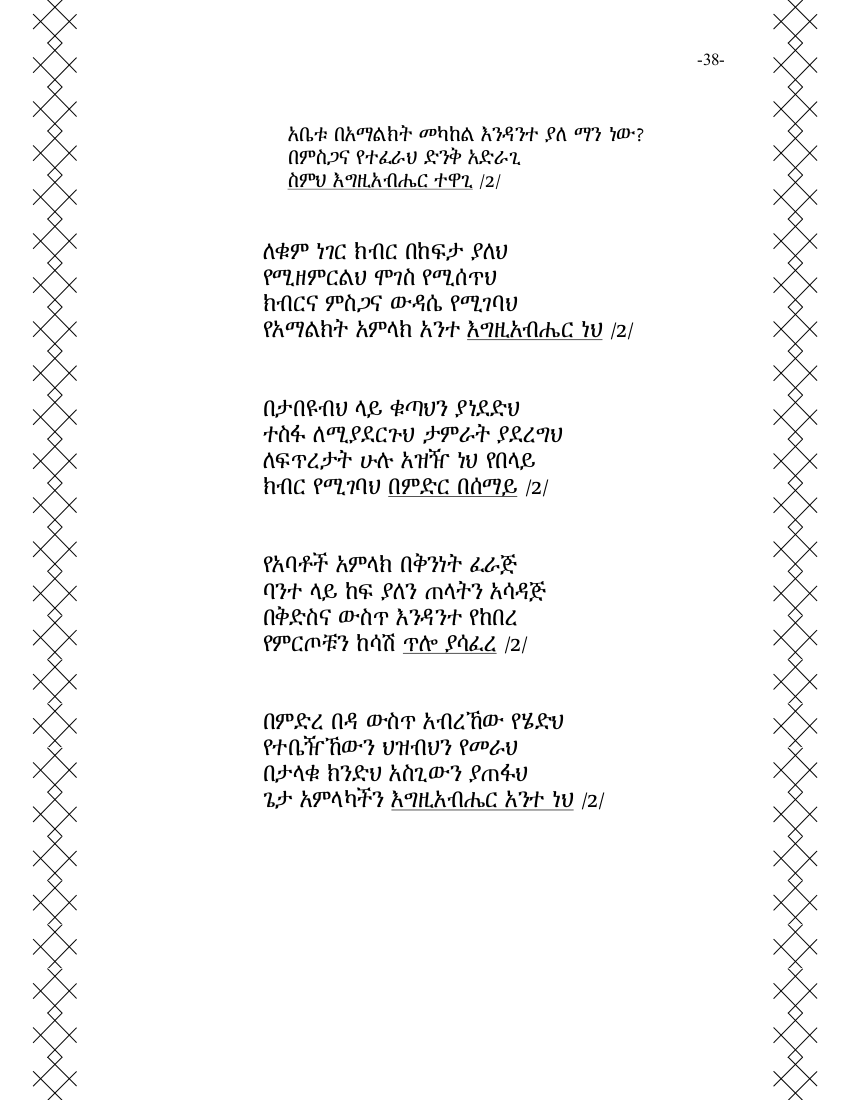 -38-
አቤቱ በአማልክት መካከል እንዳንተ ያለ ማን ነው?
በምስጋና የተፈራህ ድንቅ አድራጊ
ስምህ እግዚአብሔር ተዋጊ /2/
ለቁም ነገር ክብር በከፍታ ያለህ
የሚዘምርልህ ሞገስ የሚሰጥህ
ክብርና ምስጋና ውዳሴ የሚገባህ
የአማልክት አምላክ አንተ እግዚአብሔር ነህ /2/
በታበዩብህ ላይ ቁጣህን ያነደድህ
ተስፋ ለሚያደርጉህ ታምራት ያደረግህ
ለፍጥረታት ሁሉ አዝዥ ነህ የበላይ
ክብር የሚገባህ በምድር በሰማይ /2/
የአባቶች አምላክ በቅንነት ፈራጅ
ባንተ ላይ ከፍ ያለን ጠላትን አሳዳጅ
በቅድስና ውስጥ እንዳንተ የከበረ
የምርጦቹን ከሳሽ ጥሎ ያሳፈረ /2/
በምድረ በዳ ውስጥ አብረኸው የሄድህ
የተቤዥኸውን ህዝብህን የመራህ
በታላቁ ክንድህ አስጊውን ያጠፋህ
ጌታ አምላካችን እግዚአብሔር አንተ ነህ /2/